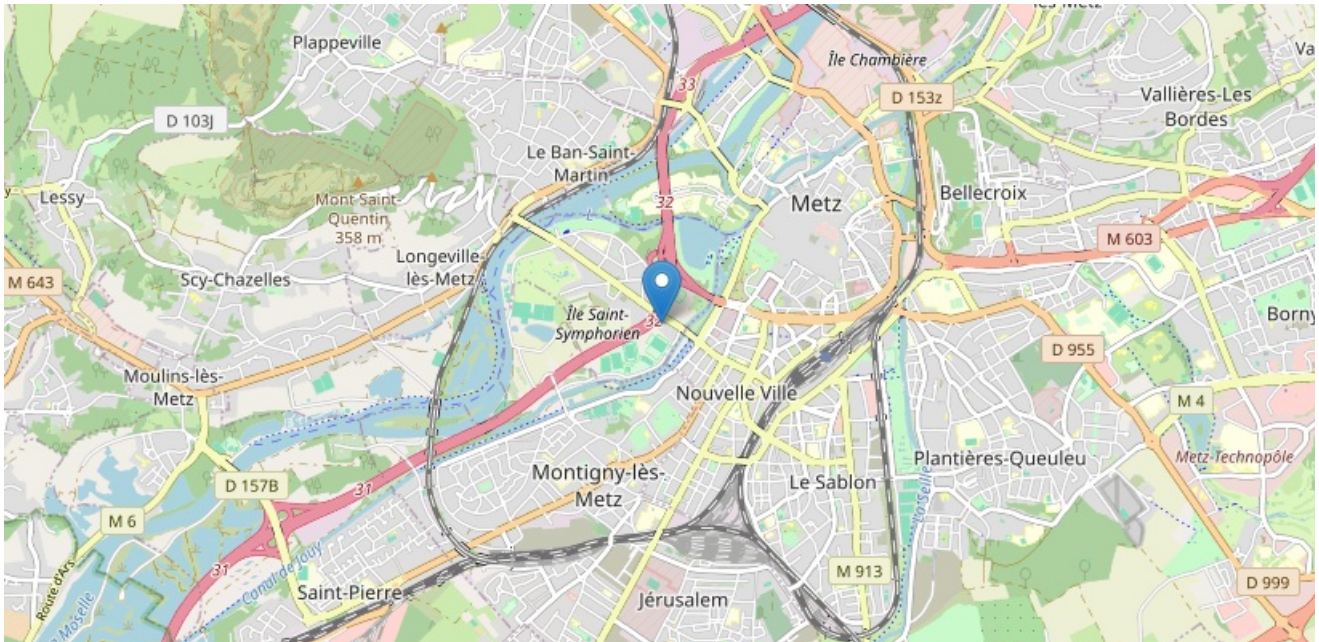 Plappeville
Île Chambière
33
D 153z
Vallières-Les
Bordes
D 103J
Le Ban-Saint-
Martin
Lessy
Mont Saint-
Quentin
358 m
32
Metz
Bellecroix
M 603
Longeville-
lès-Metz
M 643
Scy-Chazelles
Île Saint-
Symphorien
32
Borny
D 955
Moulins-lès-
Metz
Nouvelle Ville
M 4
Montigny-lès-
Metz
Plantières-Queuleu
Metz-Technopôle
D 157B
31
Le Sablon
La Seille
M 6
31
Canal de Jouy
Route d'Ars
Moselle
Saint-Pierre
Jérusalem
M 913
D 999